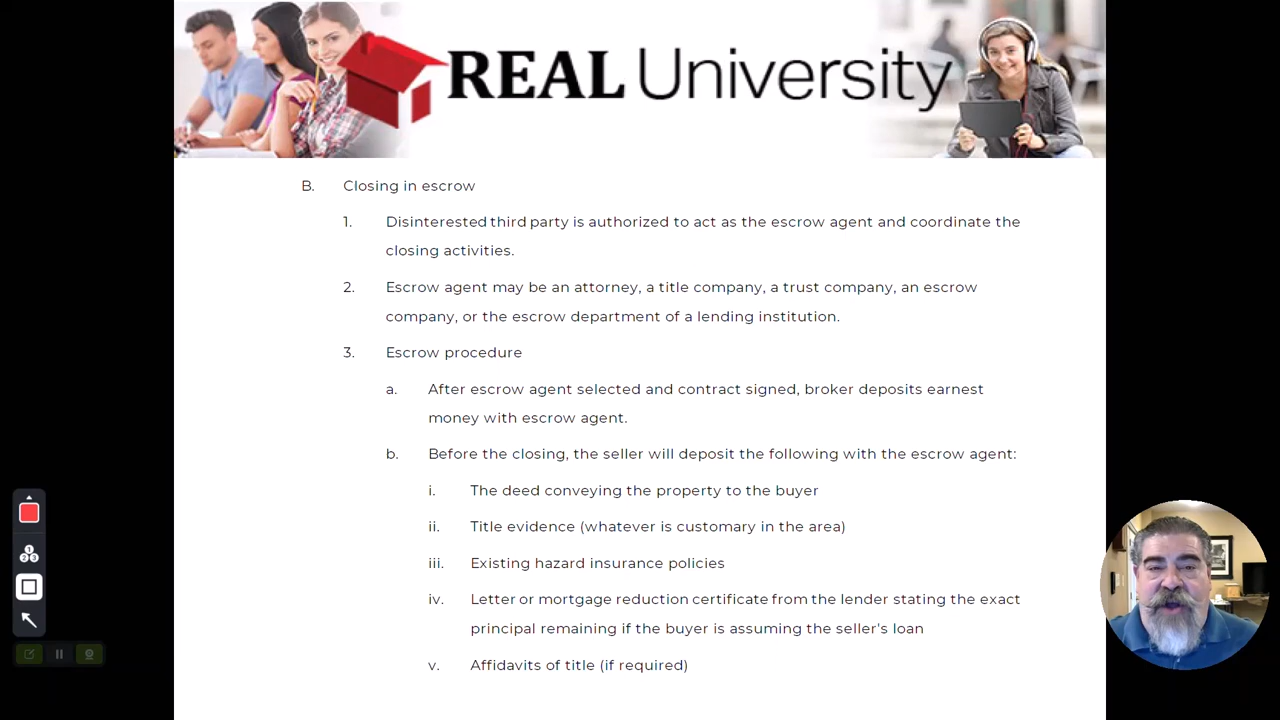 REAL University
B. Closing in escrow
1. Disinterested third party is authorized to act as the escrow agent and coordinate the
closing activities.
2. Escrow agent may be an attorney, a title company, a trust company, an escrow
company, or the escrow department of a lending institution.
3. Escrow procedure
a. After escrow agent selected and contract signed, broker deposits earnest
money with escrow agent.
b. Before the closing, the seller will deposit the following with the escrow agent:
i. The deed conveying the property to the buyer
ii. Title evidence (whatever is customary in the area)
iii. Existing hazard insurance policies
iv. Letter or mortgage reduction certificate from the lender stating the exact
principal remaining if the buyer is assuming the seller's loan
v. Affidavits of title (if required)